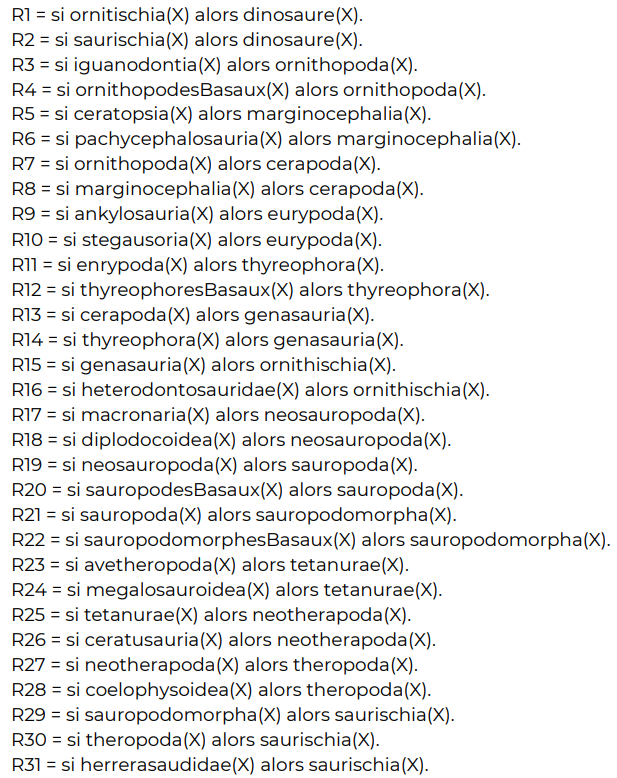 R1 = si ornitischia(X) alors dinosaure(X).
R2 = si saurischia(X) alors dinosaure(X).
R3 = si iguanodontia(X) alors ornithopoda(X).
R4 = si ornithopodesBasaux(X) alors ornithopoda(X).
R5 = si ceratopsia(X) alors marginocephalia(X).
R6 = si pachycephalosauria(X) alors marginocephalia(X).
R7 = si ornithopoda(X) alors cerapoda(X).
R8 = si marginocephalia(X) alors cerapoda(X).
R9 = si ankylosauria(X) alors eurypoda(X).
R10 = si stegausoria(X) alors eurypoda(X).
R11 = si enrypoda(X) alors thyreophora(X).
R12 = si thyreophoresBasaux(X) alors thyreophora(X).
R13 = si cerapoda(X) alors genasauria(X).
R14 = si thyreophora(X) alors genasauria(X).
R15 = si genasauria(X) alors ornithischia(X).
R16 = si heterodontosauridae(X) alors ornithischia(X).
R17 = si macronaria(X) alors neosauropoda(X).
R18 = si diplodocoidea(X) alors neosauropoda(X).
R19 = si neosauropoda(X) alors sauropoda(X).
R20 = si sauropodesBasaux(X) alors sauropoda(X).
R21 = si sauropoda(X) alors sauropodomorpha(X).
R22 = si sauropodomorphesBasaux(X) alors sauropodomorpha(X).
R23 = si avetheropoda(X) alors tetanurae(X).
R24 = si megalosauroidea(X) alors tetanurae(X).
R25 = si tetanurae(X) alors neotherapoda(X).
R26 = si ceratusauria(X) alors neotherapoda(X).
R27 = si neotherapoda(X) alors theropoda(X).
R28 = si coelophysoidea(X) alors theropoda(X).
R29 = si sauropodomorpha(X) alors saurischia(X).
R30 = si theropoda(X) alors saurischia(X).
R31 = si herrerasaudidae(X) alors saurischia(X).